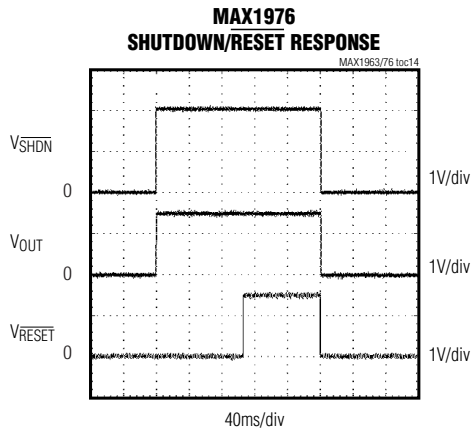 MAX1976
SHUTDOWN/RESET RESPONSE
MAX1963/76 toc14
VSHDN
0
1V/div
VOUT
0
1V/div
VRESET
0
1V/div
40ms/div